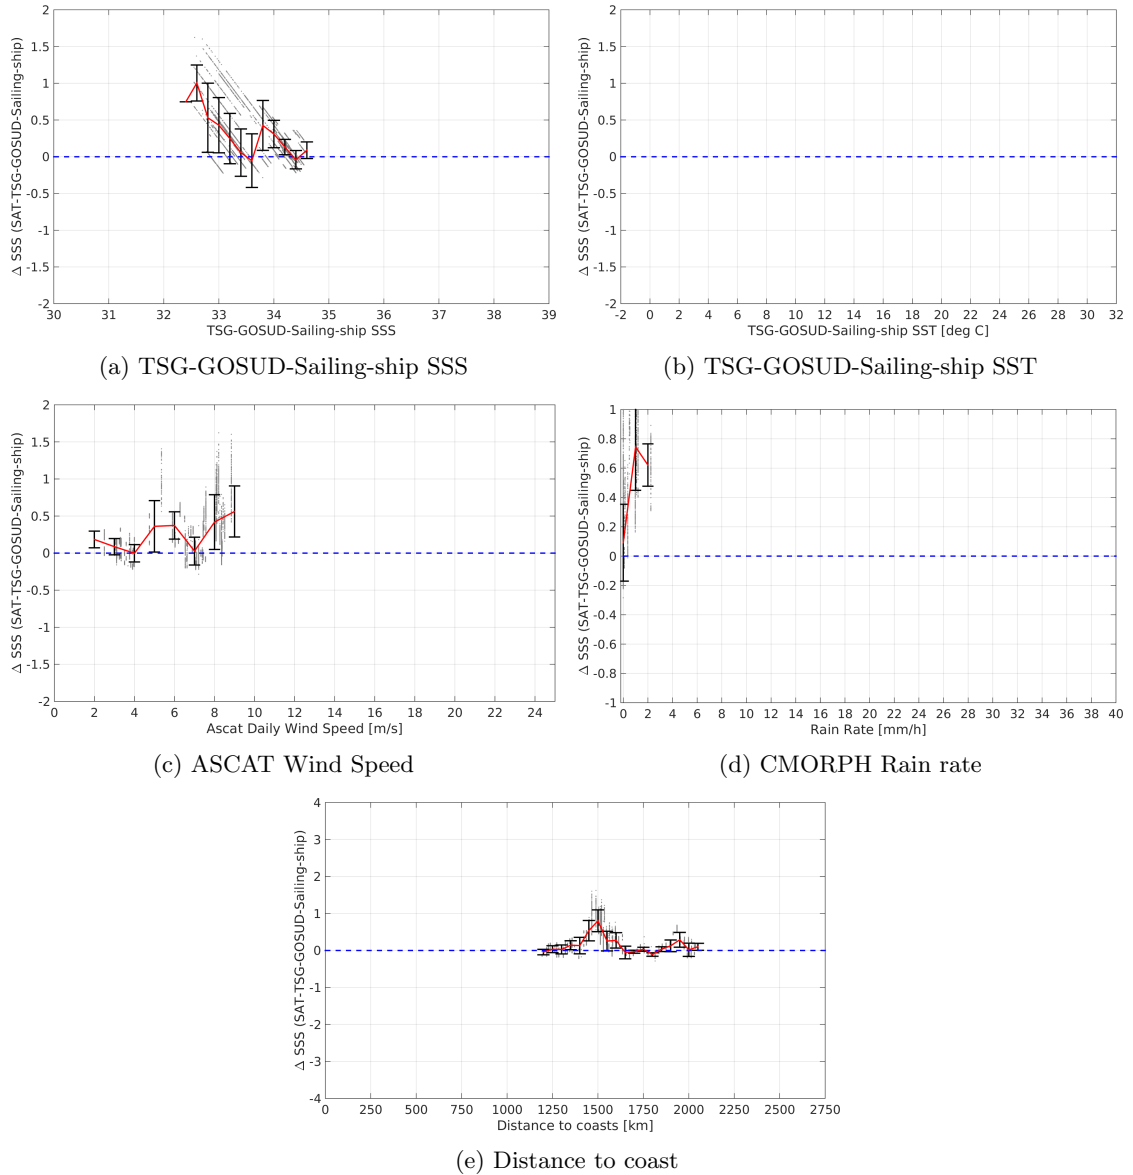 2
1.5
1
0.5
0
-0.5
-1
-1.5
-2
Δ SSS (SAT-TSG-GOSUD-Sailing-ship)
30 31 32 33 34 35 36 37 38 39
TSG-GOSUD-Sailing-ship SSS
(a) TSG-GOSUD-Sailing-ship SSS
2
1.5
1
0.5
0
-0.5
-1
-1.5
-2
Δ SSS (SAT-TSG-GOSUD-Sailing-ship)
-2 0 2 4 6 8 10 12 14 16 18 20 22 24 26 28 30 32
TSG-GOSUD-Sailing-ship SST [deg C]
(b) TSG-GOSUD-Sailing-ship SST
2
1.5
1
0.5
0
-0.5
-1
-1.5
-2
Δ SSS (SAT-TSG-GOSUD-Sailing-ship)
0 2 4 6 8 10 12 14 16 18 20 22 24
Ascat Daily Wind Speed [m/s]
(c) ASCAT Wind Speed
1
0.8
0.6
0.4
0.2
0
-0.2
-0.4
-0.6
-0.8
-1
Δ SSS (SAT-TSG-GOSUD-Sailing-ship)
0 2 4 6 8 10 12 14 16 18 20 22 24 26 28 30 32 34 36 38 40
Rain Rate [mm/h]
(d) CMORPH Rain rate
4
3
2
1
0
-1
-2
-3
-4
Δ SSS (SAT-TSG-GOSUD-Sailing-ship)
0 250 500 750 1000 1250 1500 1750 2000 2250 2500 2750
Distance to coasts [km]
(e) Distance to coast